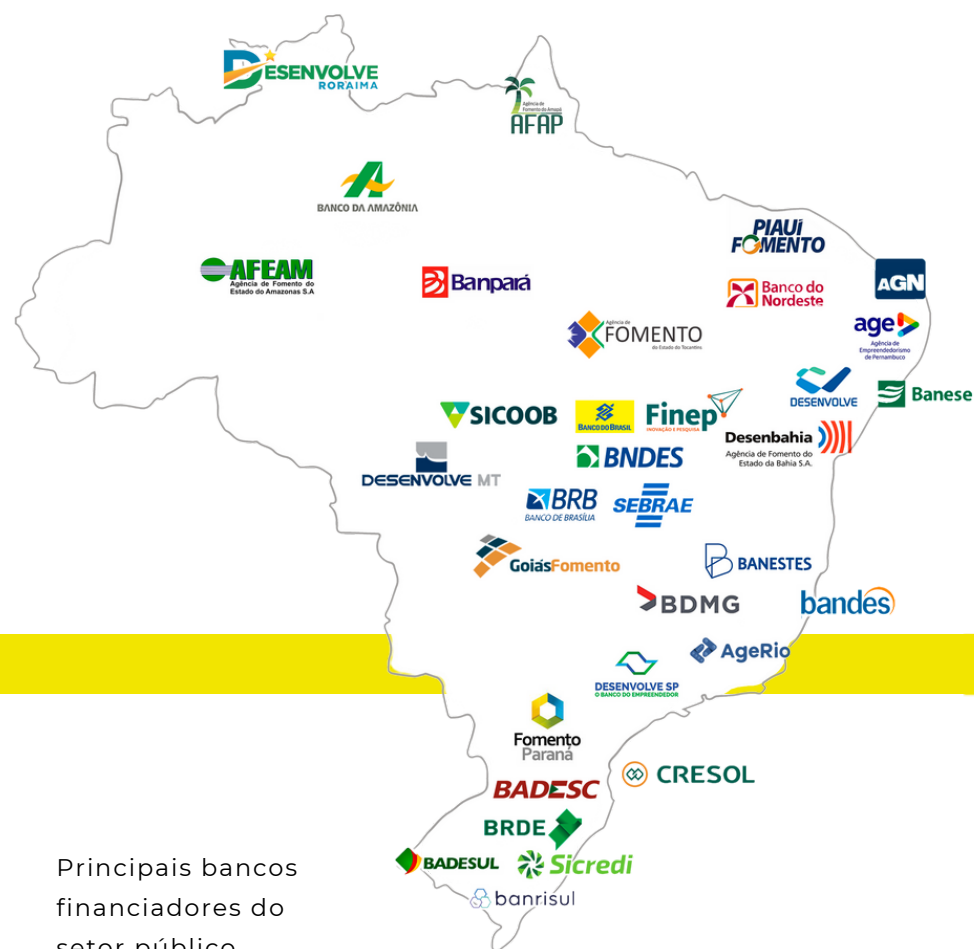 DESENVOLVE
RORAIMA
Agência de
Fomento do Amapá
AFAP
BANCO DA AMAZÔNIA
PIAUÍ
FOMENTO
AFEAM
Agência de Fomento do
Estado do Amazonas S.A
Banpará
Banco do
Nordeste
AGN
Agência de
FOMENTO
do Estado do Tocantins
age
Agência de
Empreendedorismo
de Pernambuco
DESENVOLVE
Banese
SICOOB
BANCO DO BRASIL
Finep
INOVAÇÃO E PESQUISA
Desenbahia
Agência de Fomento do
Estado da Bahia S.A.
DESENVOLVE MT
BNDES
BRB
BANCO DE BRASÍLIA
SEBRAE
GoiásFomento
BANESTES
BDMG
bandes
AgeRio
DESENVOLVE SP
O BANCO DO EMPREENDEDOR
Fomento
Paraná
CRESOL
BADESC
BRDE
BADESUL
Sicredi
banrisul
Principais bancos
financiadores do
setor público